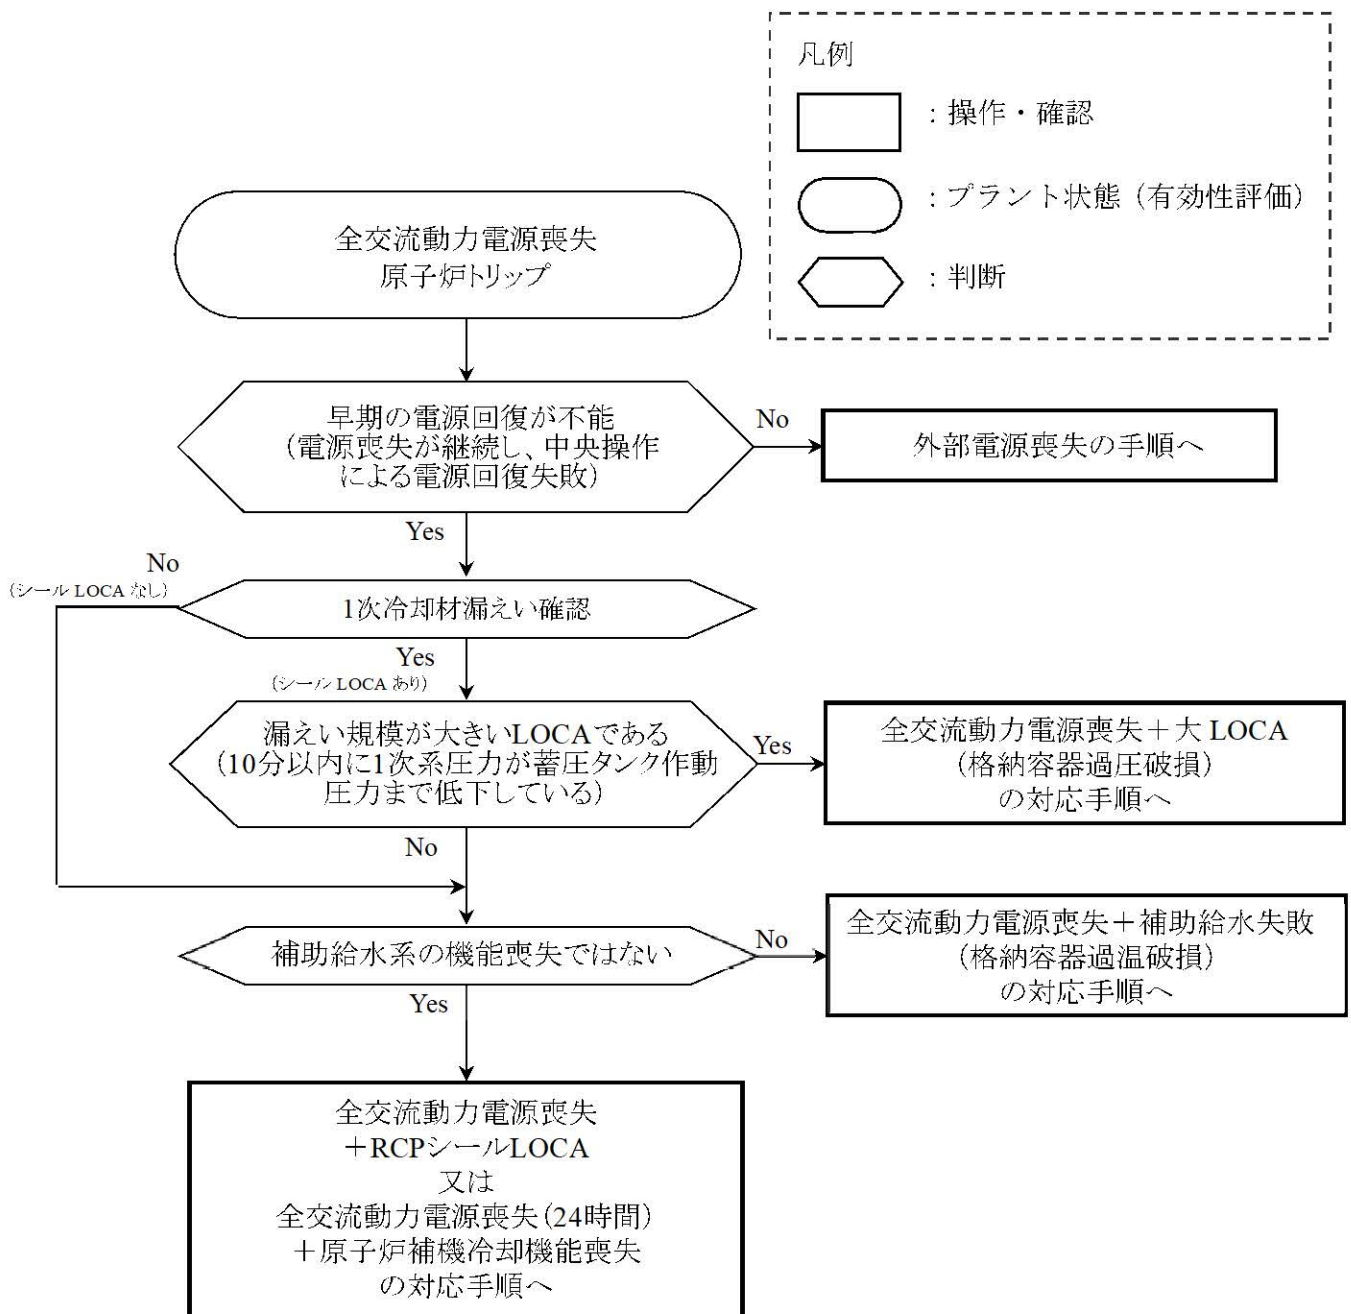 凡例
：操作・確認
：プラント状態（有効性評価）
：判断
全交流動力電源喪失
原子炉トリップ
早期の電源回復が不能
（電源喪失が継続し、中央操作
による電源回復失敗）
No
外部電源喪失の手順へ
Yes
No
（シール LOCA なし）
1次冷却材漏えい確認
Yes
（シール LOCA あり）
漏えい規模が大きいLOCAである
（10分以内に1次系圧力が蓄圧タンク作動
圧力まで低下している）
Yes
全交流動力電源喪失＋大 LOCA
（格納容器過圧破損）
の対応手順へ
No
補助給水系の機能喪失ではない
No
全交流動力電源喪失＋補助給水失敗
（格納容器過温破損）
の対応手順へ
Yes
全交流動力電源喪失
＋RCPシールLOCA
又は
全交流動力電源喪失（24時間）
＋原子炉補機冷却機能喪失
の対応手順へ